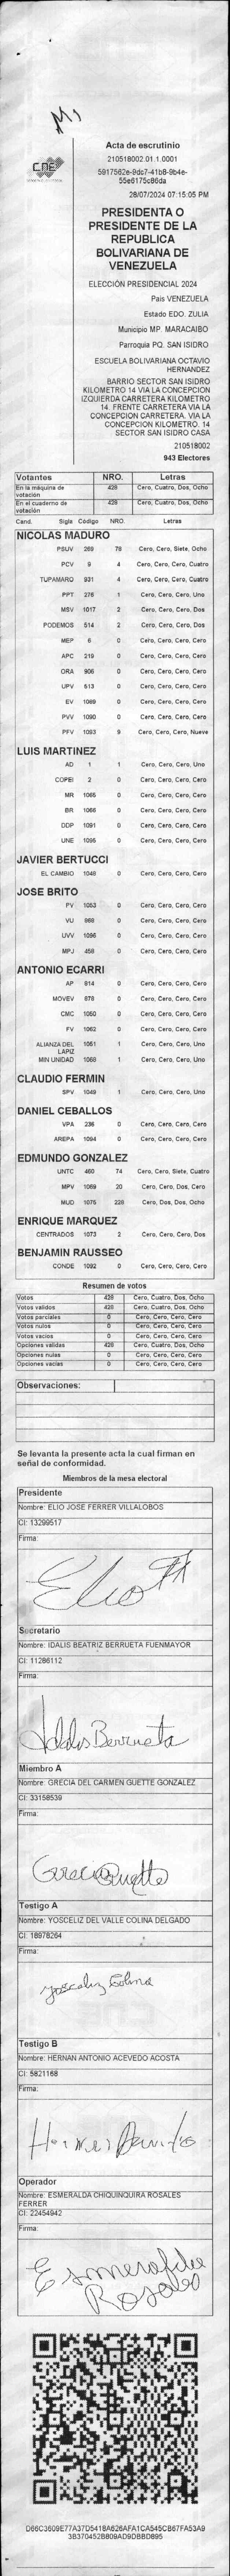 CNE
Acta de escrutinio
210518002.01.1.0001
28/07/2024 07:15:05 PM
PRESIDENTA O
PRESIDENTE DE LA
REPUBLICA
BOLIVARIANA DE
VENEZUELA
ELECCIÓN PRESIDENCIAL 2024
Pais VENEZUELA
Estado EDO. ZULIA
Municipio MP. MARACAIBO
Parroquia PQ. SAN ISIDRO
ESCUELA BOLIVARIANA OCTAVIO
HERNANDEZ
BARRIO SECTOR SAN ISIDRO
KILOMETRO 14 VIA LA CONCEPCION
IZQUIERDA CARRETERA KILOMETRO
14. FRENTE CARRETERA VIA LA
CONCEPCION CARRETERA. VIA LA
CONCEPCION KILOMETRO. 14
SECTOR SAN ISIDRO CASA
210518002
943 Electores
Votantes NRO. Letras
En la máquina de votación 428 Cero, Cuatro, Dos, Ocho
En el cuaderno de votación 428 Cero, Cuatro, Dos, Ocho
Cand. Sigla Código NRO. Letras
NICOLAS MADURO
PSUV 269 78 Cero, Cero, Siete, Ocho
PCV 9 4 Cero, Cero, Cero, Cuatro
TUPAMARO 931 4 Cero, Cero, Cero, Cuatro
PPT 278 1 Cero, Cero, Cero, Uno
MSV 1017 2 Cero, Cero, Cero, Dos
PODEMOS 514 2 Cero, Cero, Cero, Dos
MEP 6 0 Cero, Cero, Cero, Cero
APC 219 0 Cero, Cero, Cero, Cero
ORA 906 0 Cero, Cero, Cero, Cero
UPV 613 0 Cero, Cero, Cero, Cero
EV 1089 0 Cero, Cero, Cero, Cero
PVV 1090 0 Cero, Cero, Cero, Cero
PFV 1093 9 Cero, Cero, Cero, Nueve
LUIS MARTINEZ
AD 1 1 Cero, Cero, Cero, Uno
COPEI 2 0 Cero, Cero, Cero, Cero
MR 1065 0 Cero, Cero, Cero, Cero
BR 1066 0 Cero, Cero, Cero, Cero
DDP 1091 0 Cero, Cero, Cero, Cero
UNE 1095 0 Cero, Cero, Cero, Cero
JAVIER BERTUCCI
EL CAMBIO 1048 0 Cero, Cero, Cero, Cero
JOSE BRITO
PV 1053 0 Cero, Cero, Cero, Cero
VU 969 0 Cero, Cero, Cero, Cero
UVV 1096 0 Cero, Cero, Cero, Cero
MPJ 458 0 Cero, Cero, Cero, Cero
ANTONIO ECARRI
AP 914 0 Cero, Cero, Cero, Cero
MOVEV 878 0 Cero, Cero, Cero, Cero
CMC 1050 0 Cero, Cero, Cero, Cero
FV 1062 0 Cero, Cero, Cero, Cero
ALIANZA DEL LAPIZ 1051 1 Cero, Cero, Cero, Uno
MIN UNIDAD 1068 1 Cero, Cero, Cero, Uno
CLAUDIO FERMIN
SPV 1049 1 Cero, Cero, Cero, Uno
DANIEL CEBALLOS
VPA 236 0 Cero, Cero, Cero, Cero
AREPA 1094 0 Cero, Cero, Cero, Cero
EDMUNDO GONZALEZ
UNTC 460 74 Cero, Cero, Siete, Cuatro
MPV 1069 20 Cero, Cero, Dos, Cero
MUD 1075 228 Cero, Dos, Dos, Ocho
ENRIQUE MARQUEZ
CENTRADOS 1073 2 Cero, Cero, Cero, Dos
BENJAMIN RAUSSEO
CONDE 1092 0 Cero, Cero, Cero, Cero
Resumen de votos
Votos 428 Cero, Cuatro, Dos, Ocho
Votos validos 428 Cero, Cuatro, Dos, Ocho
Votos parciales 0 Cero, Cero, Cero, Cero
Votos nulos 0 Cero, Cero, Cero, Cero
Votos vacios 0 Cero, Cero, Cero, Cero
Opciones validas 428 Cero, Cuatro, Dos, Ocho
Opciones nulas 0 Cero, Cero, Cero, Cero
Opciones vacias 0 Cero, Cero, Cero, Cero
Observaciones:
Se levanta la presente acta la cual firman en
señal de conformidad.
Miembros de la mesa electoral
Presidente
Nombre: ELIO JOSE FERRER VILLALOBOS
CI: 13299517
Firma:
Secretario
Nombre: IDALIS BEATRIZ BERRUETA FUENMAYOR
CI: 11286112
Firma:
Idalis Berrueta
Miembro A
Nombre: GRECIA DEL CARMEN GUETTE GONZALEZ
CI: 33158539
Firma:
Grecia Guette
Testigo A
Nombre: YOSCELIZ DEL VALLE COLINA DELGADO
CI: 18978264
Firma:
Yosceliz Colina
Testigo B
Nombre: HERNAN ANTONIO ACEVEDO ACOSTA
CI: 5821168
Firma:
Operador
Nombre: ESMERALDA CHIQUINQUIRA ROSALES
FERRER
CI: 22454942
Firma:
Esmeralda
Rosales